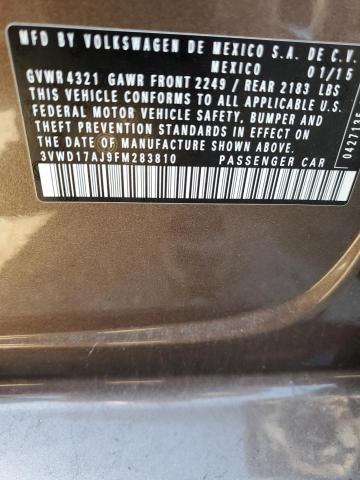 MFD BY VOLKSWAGEN DE MEXICO S.A. DE C.V.
MEXICO 01/15
GVWR 4321 GAWR FRONT 2249 / REAR 2183 LBS
THIS VEHICLE CONFORMS TO ALL APPLICABLE U.S.
FEDERAL MOTOR VEHICLE SAFETY, BUMPER AND
THEFT PREVENTION STANDARDS IN EFFECT ON THE
DATE OF MANUFACTURE SHOWN ABOVE.
3VWD17AJ9FM283810 PASSENGER CAR